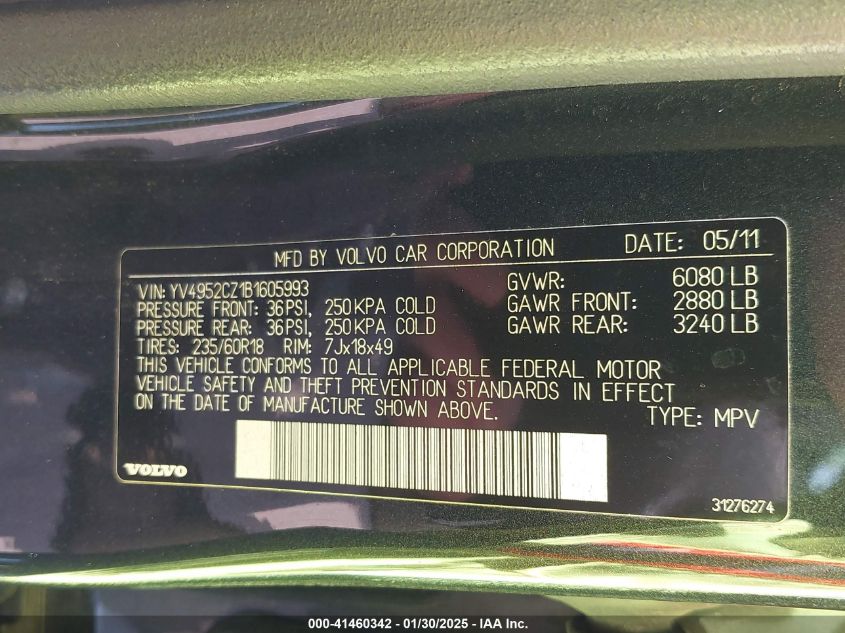 MFD BY VOLVO CAR CORPORATION DATE: 05/11
VIN: YV4952CZ1B1605993 GVWR: 6080 LB
PRESSURE FRONT: 36PSI, 250KPA COLD GAWR FRONT: 2880 LB
PRESSURE REAR: 36PSI, 250KPA COLD GAWR REAR: 3240 LB
TIRES: 235/60R18 RIM: 7Jx18x49
THIS VEHICLE CONFORMS TO ALL APPLICABLE FEDERAL MOTOR
VEHICLE SAFETY AND THEFT PREVENTION STANDARDS IN EFFECT
ON THE DATE OF MANUFACTURE SHOWN ABOVE. TYPE: MPV
VOLVO
31276274
000-41460342 - 01/30/2025 - IAA Inc.